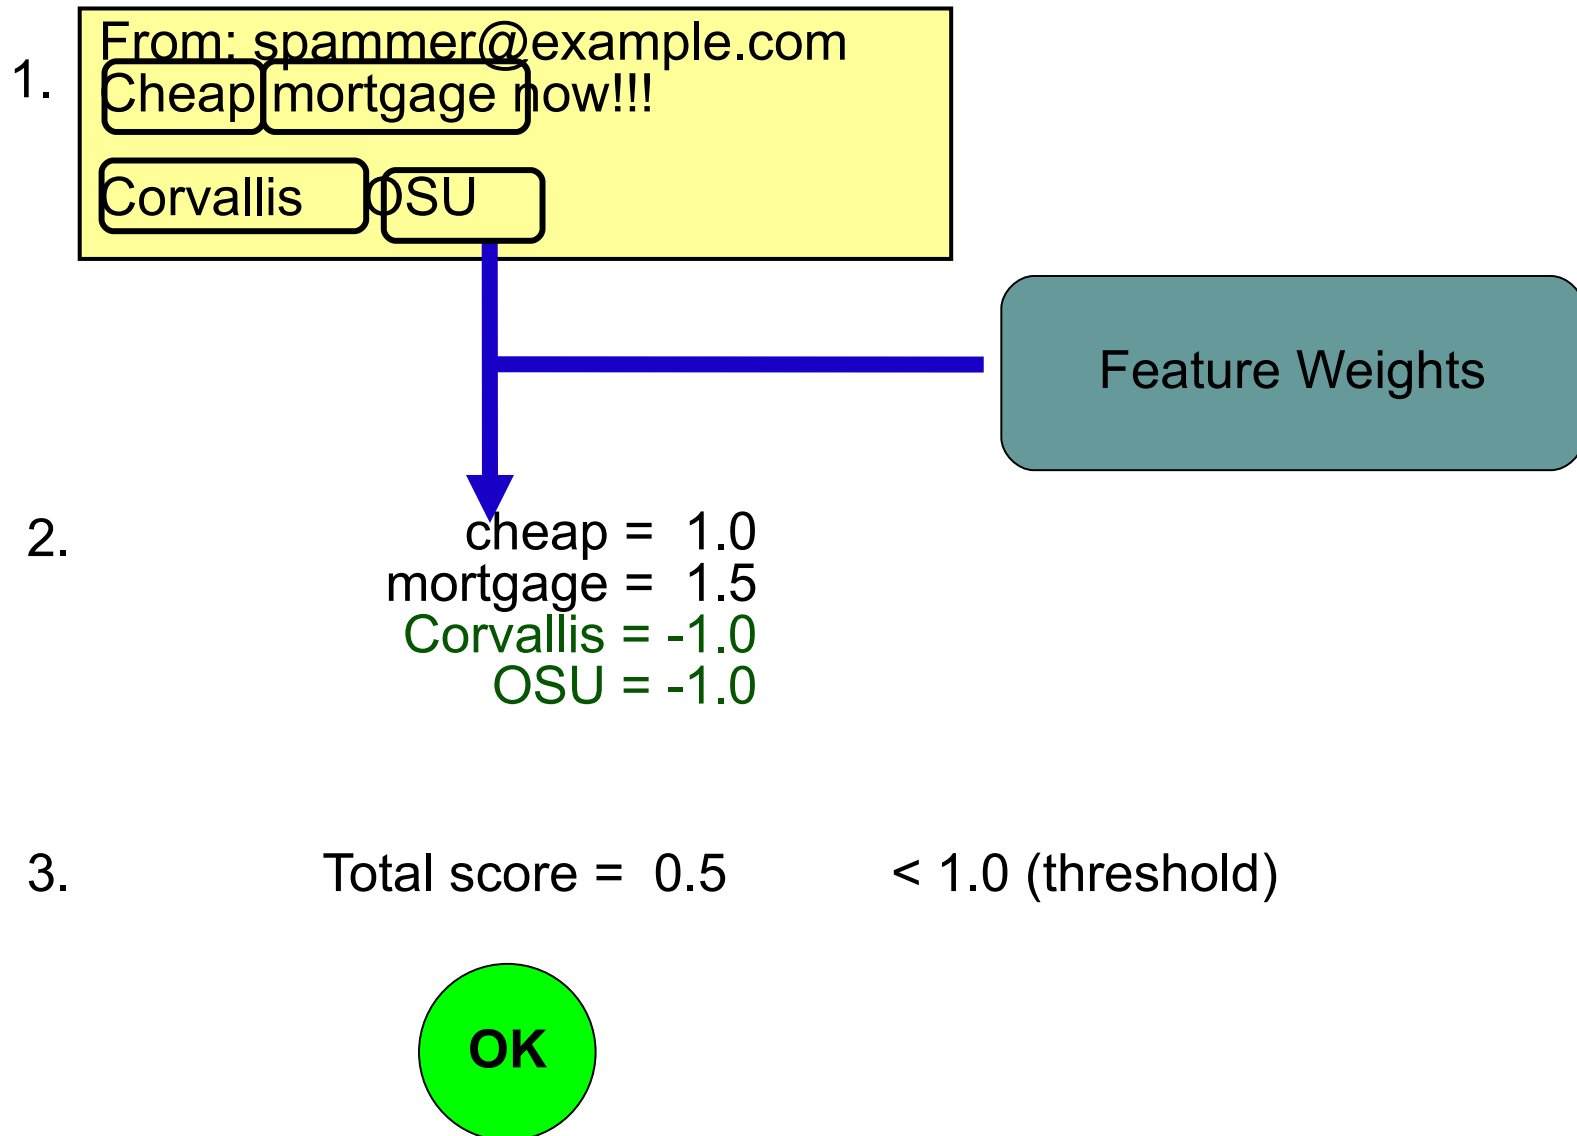 1.
From: spammer@example.com
Cheap mortgage now!!!
Corvallis OSU
Feature Weights
2.
cheap = 1.0
mortgage = 1.5
Corvallis = -1.0
OSU = -1.0
3.
Total score = 0.5 < 1.0 (threshold)
OK